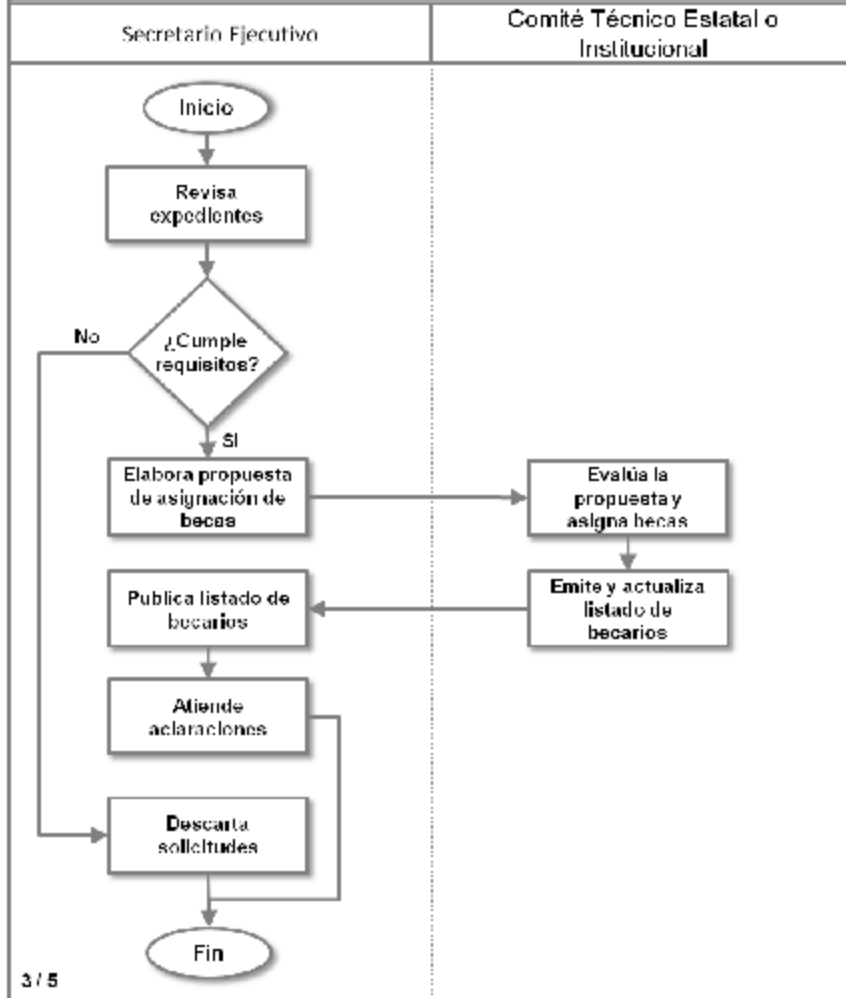 Secretario Ejecutivo
Comité Técnico Estatal o
Institucional
Inicio
Revisa
expedientes
¿Cumple
requisitos?
No
SI
Elabora propuesta
de asignación de
becas
Evalúa la
propuesta y
asigna becas
Emite y actualiza
listado de
becarios
Publica listado de
becarios
Atiende
aclaraciones
Descarta
solicitudes
Fin
3 / 5